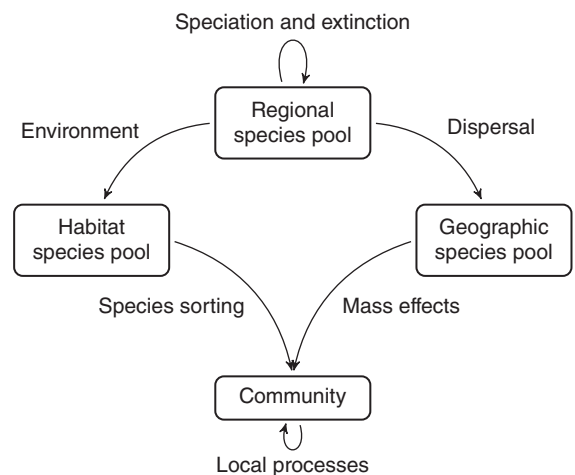 Speciation and extinction
Regional
species pool
Environment
Dispersal
Habitat
species pool
Geographic
species pool
Species sorting
Mass effects
Community
Local processes